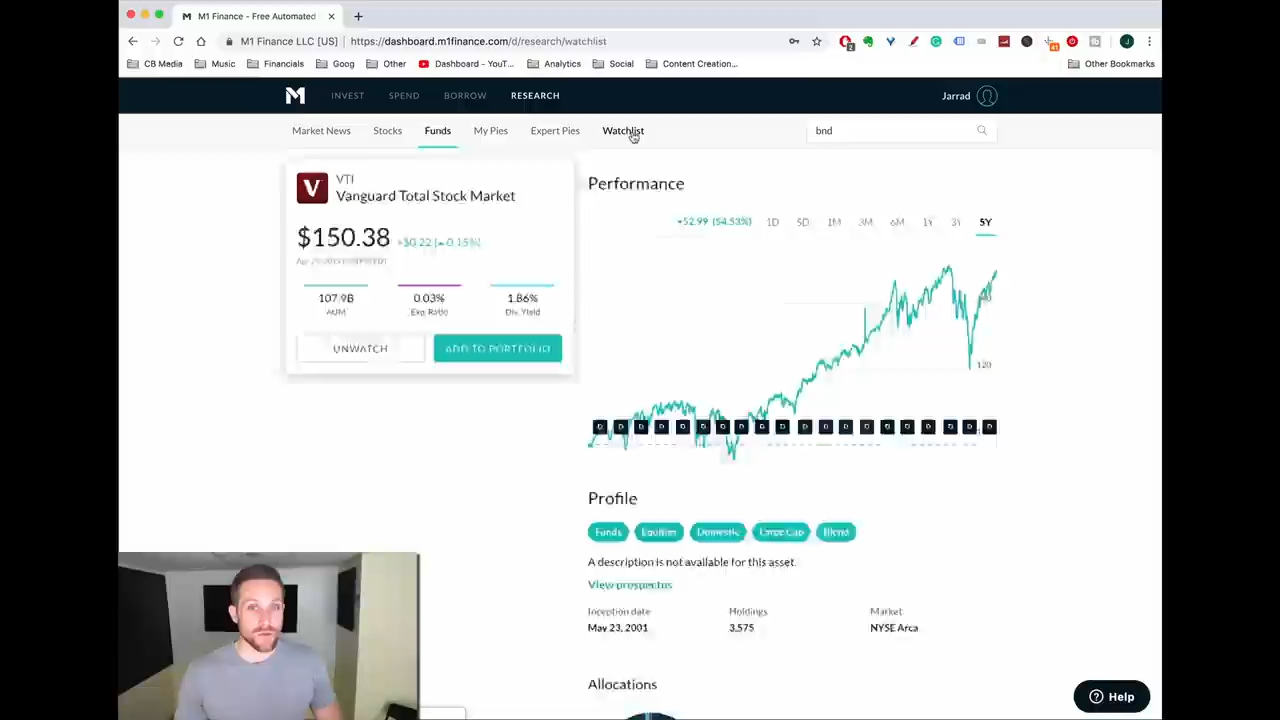 M1 Finance - Free Automated
M1 Finance LLC [US] https://dashboard.m1finance.com/d/research/watchlist
CB Media Music Financials Goog Other Dashboard - YouT... Analytics Social Content Creation... Other Bookmarks
INVEST SPEND BORROW RESEARCH Jarrad
Market News Stocks Funds My Pies Expert Pies Watchlist bnd
VTI
Vanguard Total Stock Market
$150.38 +$0.22 (▲0.15%)
107.9B 0.03% 1.86%
AUM Exp. Ratio Div. Yield
UNWATCH ADD TO PORTFOLIO
Performance
+52.99 (54.53%) 1D 5D 1M 3M 6M 1Y 3Y 5Y
120
D D D D D D D D D D D D D D D D D D D D
Profile
Funds Equities Domestic Large Cap Blend
A description is not available for this asset.
View prospectus
Inception date Holdings Market
May 23, 2001 3,575 NYSE Arca
Allocations
Help